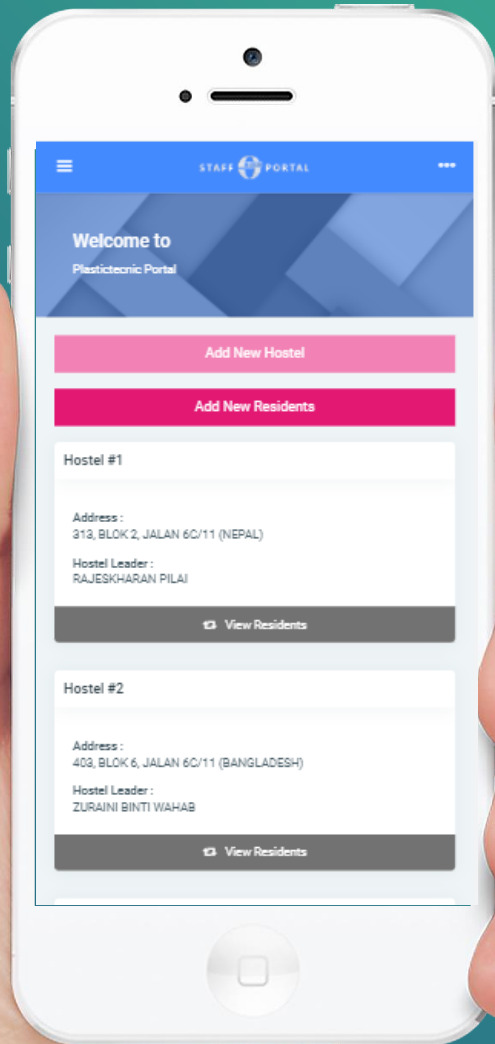 STAFF PORTAL
Welcome to
Plastictecnic Portal
Add New Hostel
Add New Residents
Hostel #1
Address :
313, BLOK 2, JALAN 6C/11 (NEPAL)
Hostel Leader :
RAJESKHARAN PILAI
View Residents
Hostel #2
Address :
403, BLOK 6, JALAN 6C/11 (BANGLADESH)
Hostel Leader :
ZURAINI BINTI WAHAB
View Residents